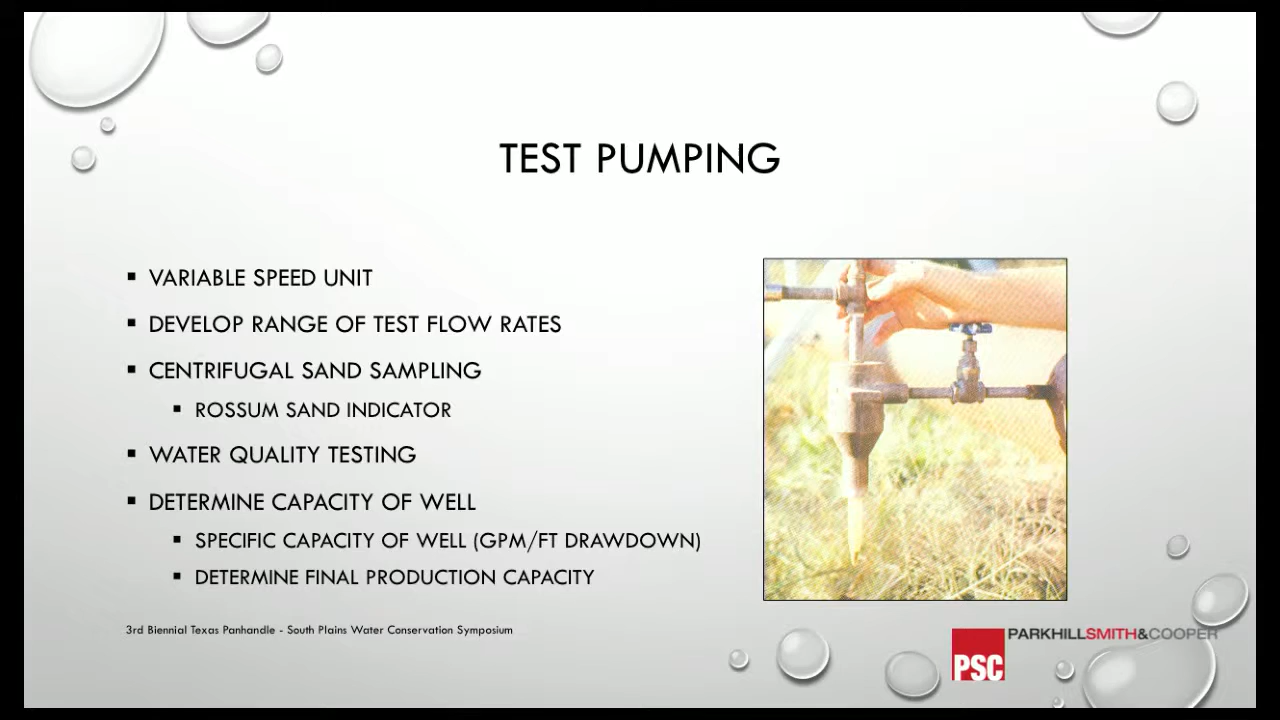 TEST PUMPING
VARIABLE SPEED UNIT
DEVELOP RANGE OF TEST FLOW RATES
CENTRIFUGAL SAND SAMPLING
ROSSUM SAND INDICATOR
WATER QUALITY TESTING
DETERMINE CAPACITY OF WELL
SPECIFIC CAPACITY OF WELL (GPM/FT DRAWDOWN)
DETERMINE FINAL PRODUCTION CAPACITY
3rd Biennial Texas Panhandle - South Plains Water Conservation Symposium
PARKHILLSMITH&COOPER
PSC